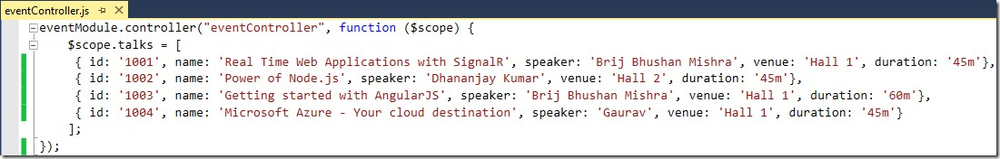 eventController.js
eventModule.controller("eventController", function ($scope) {
$scope.talks = [
{ id: '1001', name: 'Real Time Web Applications with SignalR', speaker: 'Brij Bhushan Mishra', venue: 'Hall 1', duration: '45m'},
{ id: '1002', name: 'Power of Node.js', speaker: 'Dhananjay Kumar', venue: 'Hall 2', duration: '45m'},
{ id: '1003', name: 'Getting started with AngularJS', speaker: 'Brij Bhushan Mishra', venue: 'Hall 1', duration: '60m'},
{ id: '1004', name: 'Microsoft Azure - Your cloud destination', speaker: 'Gaurav', venue: 'Hall 1', duration: '45m'}
];
});